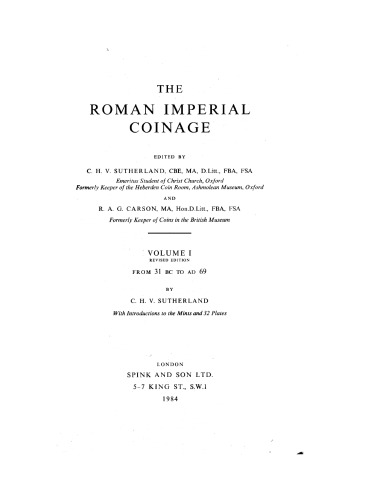 THE
ROMAN IMPERIAL
COINAGE
EDITED BY
C. H. V. SUTHERLAND, CBE, MA, D.Litt., FBA, FSA
Emeritus Student of Christ Church, Oxford
Formerly Keeper of the Heberden Coin Room, Ashmolean Museum, Oxford
AND
R. A. G. CARSON, MA, Hon.D.Litt., FBA, FSA
Formerly Keeper of Coins in the British Museum
VOLUME I
REVISED EDITION
FROM 31 BC TO AD 69
BY
C. H. V. SUTHERLAND
With Introductions to the Mints and 32 Plates
LONDON
SPINK AND SON LTD.
5-7 KING ST., S.W.1
1984